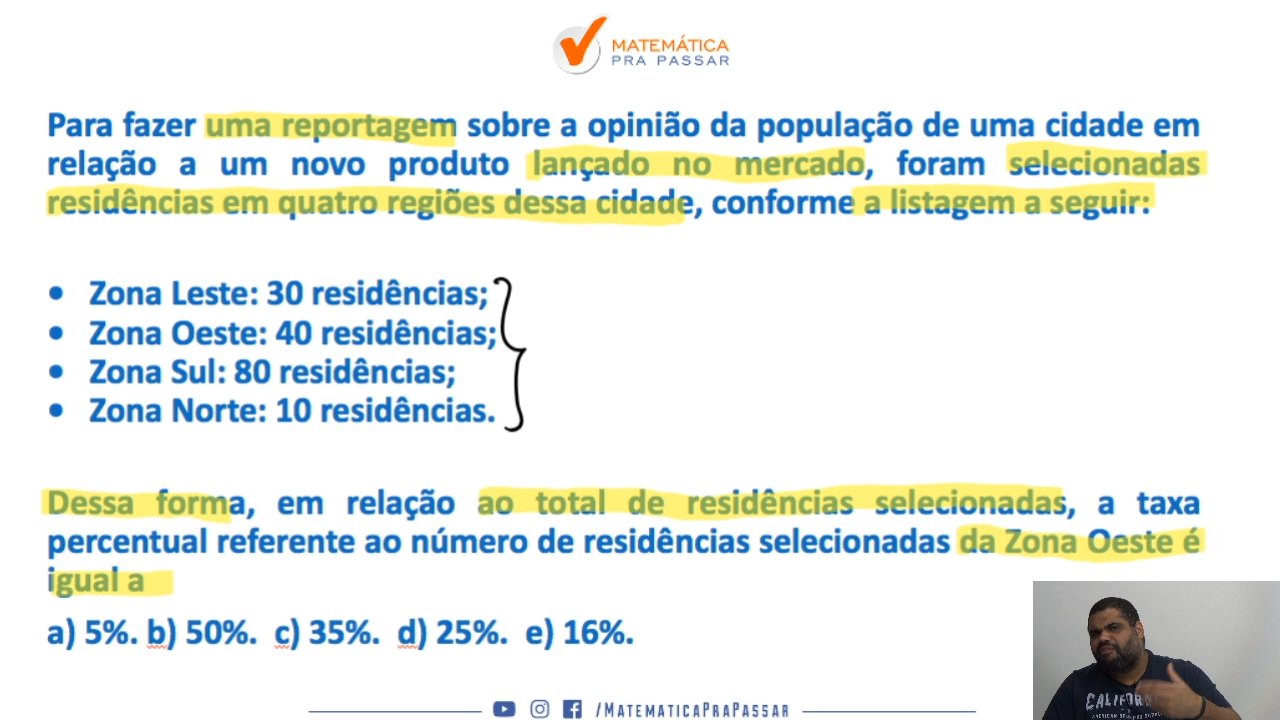 MATEMÁTICA
PRA PASSAR
Para fazer uma reportagem sobre a opinião da população de uma cidade em
relação a um novo produto lançado no mercado, foram selecionadas
residências em quatro regiões dessa cidade, conforme a listagem a seguir:
• Zona Leste: 30 residências;
• Zona Oeste: 40 residências;
• Zona Sul: 80 residências;
• Zona Norte: 10 residências.
Dessa forma, em relação ao total de residências selecionadas, a taxa
percentual referente ao número de residências selecionadas da Zona Oeste é
igual a
a) 5%. b) 50%. c) 35%. d) 25%. e) 16%.
/MATEMATICAPRAPASSAR